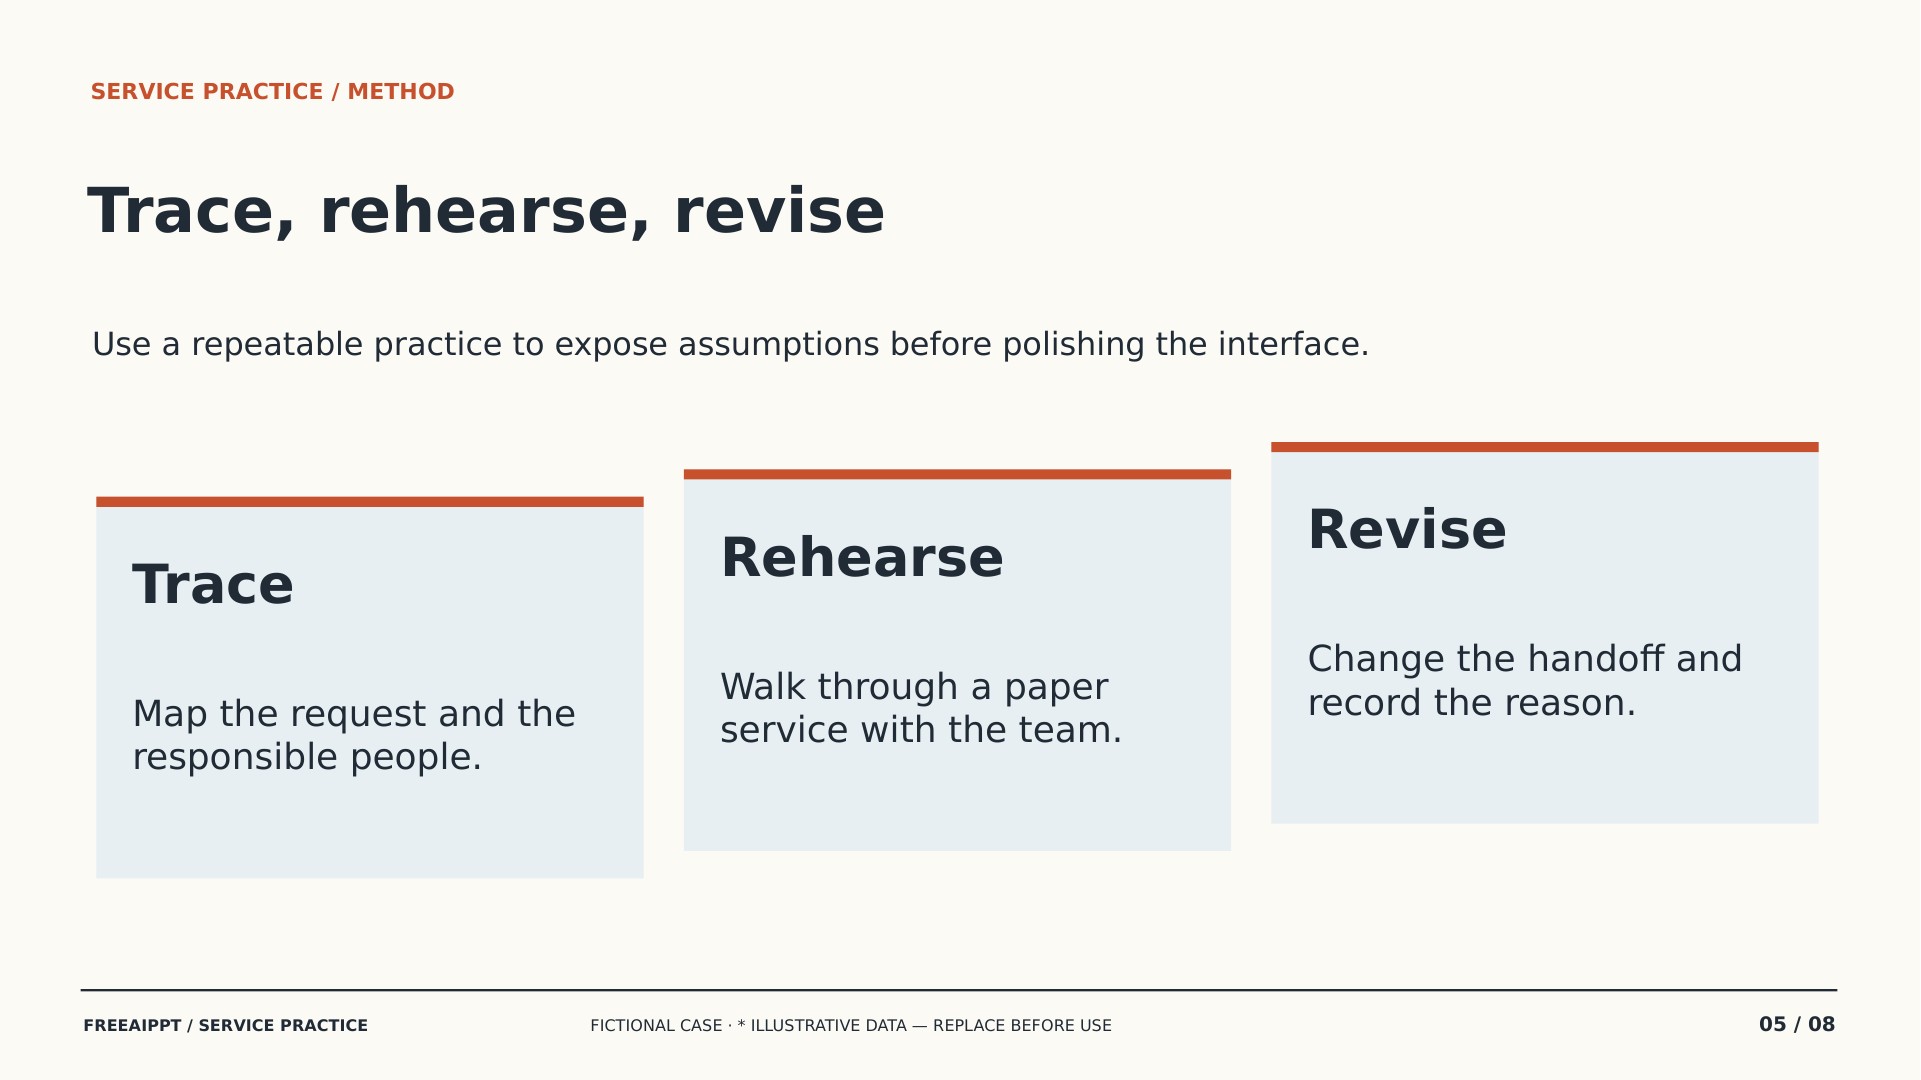 SERVICE PRACTICE / METHOD
Trace, rehearse, revise
Use a repeatable practice to expose assumptions before polishing the interface.
Trace
Map the request and the
responsible people.
Rehearse
Walk through a paper
service with the team.
Revise
Change the handoff and
record the reason.
FREEAIPPT / SERVICE PRACTICE
FICTIONAL CASE · * ILLUSTRATIVE DATA — REPLACE BEFORE USE
05 / 08